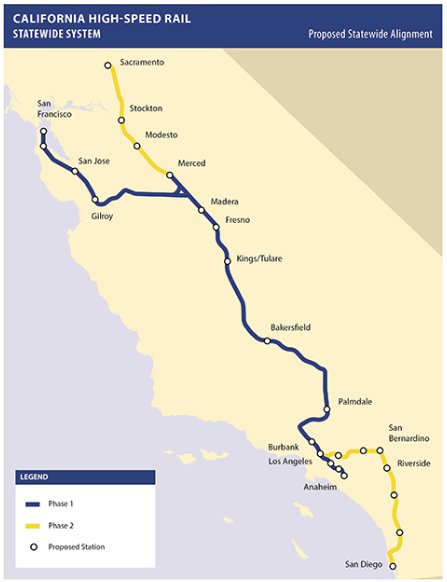 CALIFORNIA HIGH-SPEED RAIL
STATEWIDE SYSTEM
Proposed Statewide Alignment
Sacramento
San
Francisco
Stockton
Modesto
San Jose
Merced
Gilroy
Madera
Fresno
Kings/Tulare
Bakersfield
Palmdale
Burbank
Los Angeles
San
Bernardino
Riverside
Anaheim
San Diego
LEGEND
Phase 1
Phase 2
Proposed Station